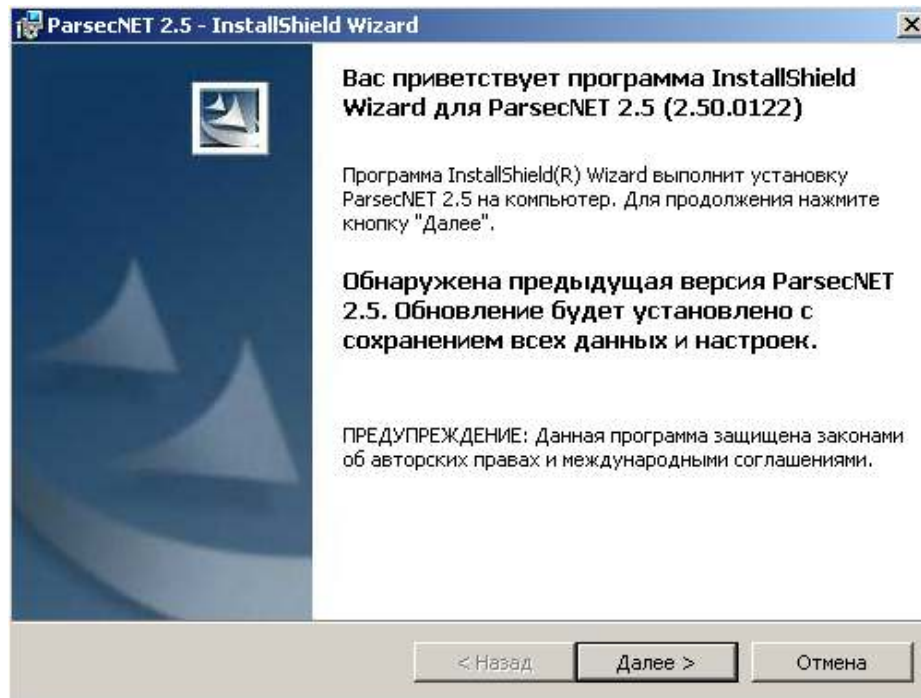 ParsecNET 2.5 - InstallShield Wizard
Вас приветствует программа InstallShield
Wizard для ParsecNET 2.5 (2.50.0122)
Программа InstallShield(R) Wizard выполнит установку
ParsecNET 2.5 на компьютер. Для продолжения нажмите
кнопку "Далее".
Обнаружена предыдущая версия ParsecNET
2.5. Обновление будет установлено с
сохранением всех данных и настроек.
ПРЕДУПРЕЖДЕНИЕ: Данная программа защищена законами
об авторских правах и международными соглашениями.
< Назад
Далее >
Отмена